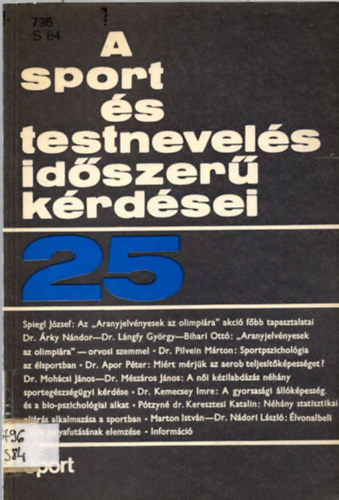 796
S 84
A
sport
és
testnevelés
időszerű
kérdései
25
Spiegl József: Az „Aranyjelvényesek az olimpiára” akció főbb tapasztalatai
Dr. Árky Nándor—Dr. Lángfy György—Bihari Ottó: „Aranyjelvényesek
az olimpiára” — orvosi szemmel • Dr. Pilvein Márton: Sportpszichológia
az élsportban • Dr. Apor Péter: Miért mérjük az aerob teljesítőképességet?
Dr. Mohácsi János—Dr. Mészáros János: A női kézilabdázás néhány
sportegészségügyi kérdése • Dr. Kemecsey Imre: A gyorsasági állóképesség
és a bio-pszichológiai alkat • Pótzyné dr. Keresztesi Katalin: Néhány statisztikai
alkalmazása a sportban • Marton István—Dr. Nádori László: Élvonalbeli
elemzése • Információ
796
S84
sport